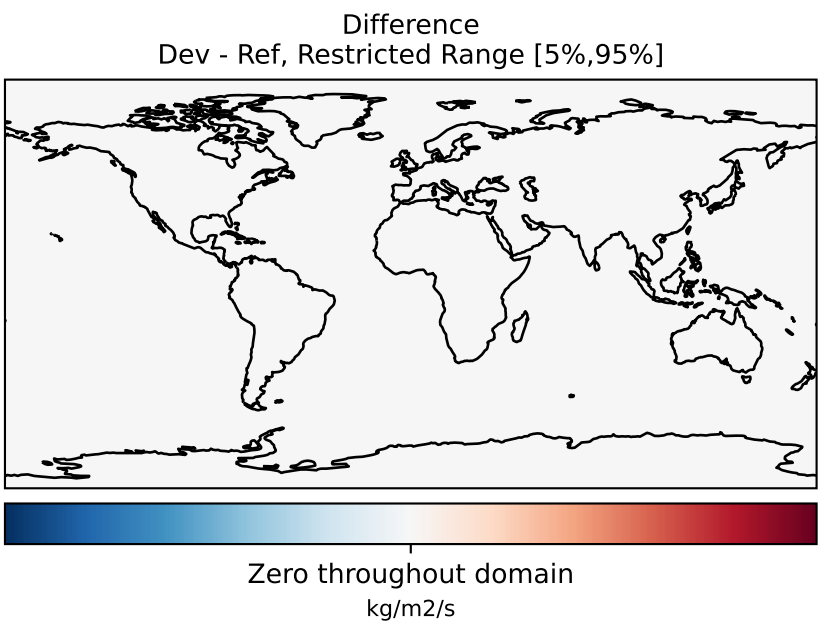 Difference
Dev - Ref, Restricted Range [5%,95%]
Zero throughout domain
kg/m2/s